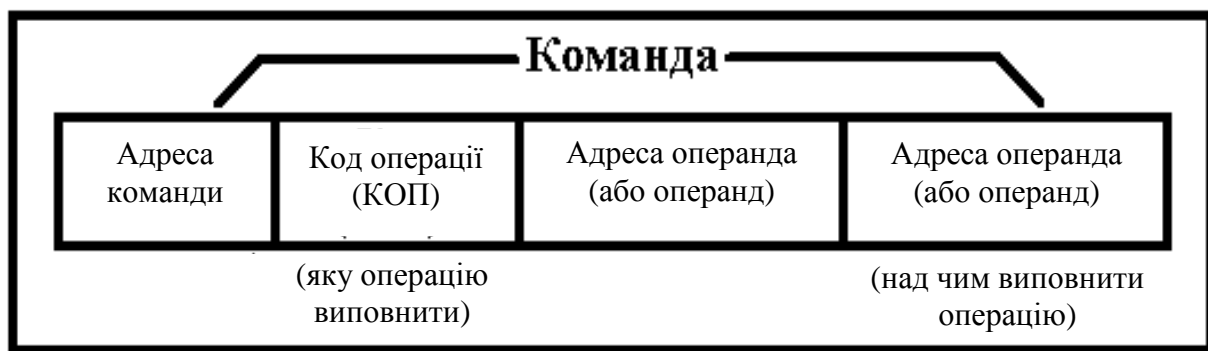 Команда
Адреса
команди
Код операції
(КОП)
Адреса операнда
(або операнд)
Адреса операнда
(або операнд)
(яку операцію
виповнити)
(над чим виповнити
операцію)